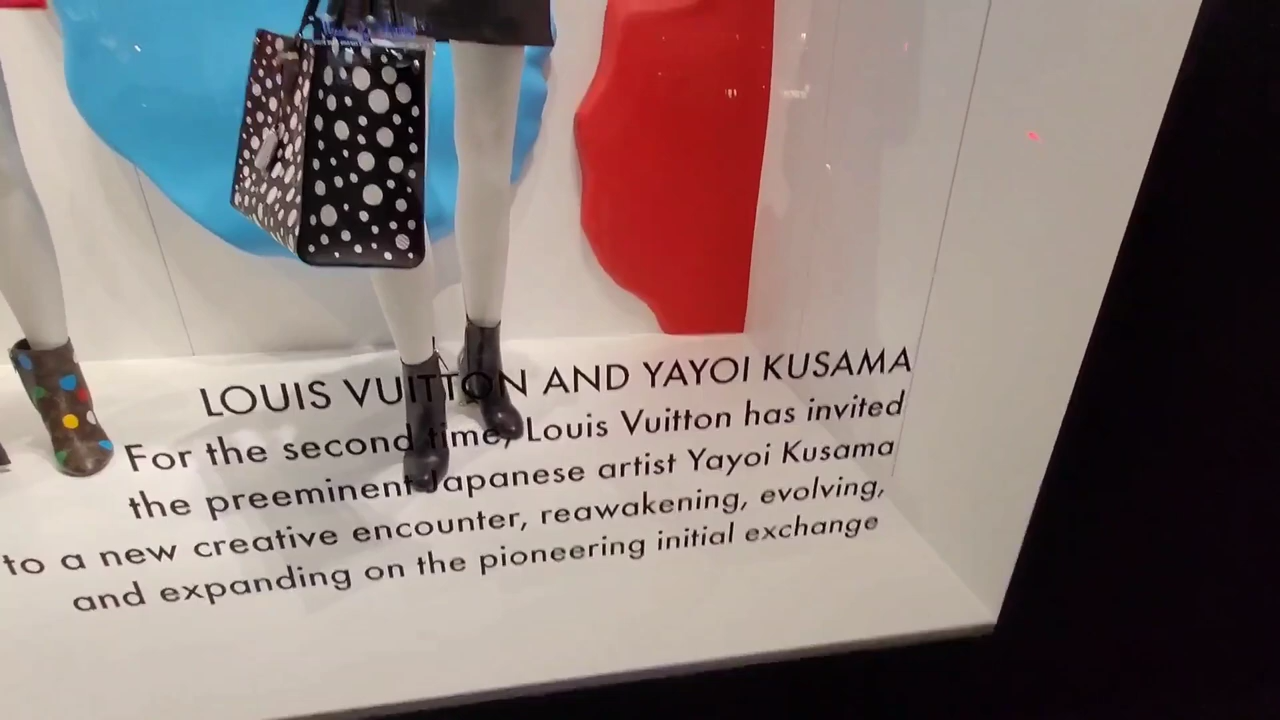 LOUIS VUITTON AND YAYOI KUSAMA
For the second time, Louis Vuitton has invited
the preeminent Japanese artist Yayoi Kusama
to a new creative encounter, reawakening, evolving,
and expanding on the pioneering initial exchange